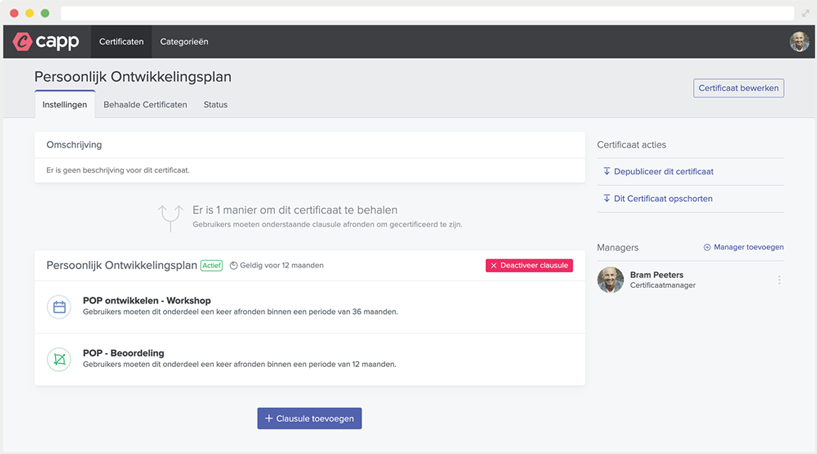 capp
Certificaten
Categorieën
Persoonlijk Ontwikkelingsplan
Certificaat bewerken
Instellingen
Behaalde Certificaten
Status
Omschrijving
Er is geen beschrijving voor dit certificaat.
Er is 1 manier om dit certificaat te behalen
Gebruikers moeten onderstaande clausule afronden om gecertificeerd te zijn.
Persoonlijk Ontwikkelingsplan Actief Geldig voor 12 maanden
Deactiveer clausule
POP ontwikkelen - Workshop
Gebruikers moeten dit onderdeel een keer afronden binnen een periode van 36 maanden.
POP - Beoordeling
Gebruikers moeten dit onderdeel een keer afronden binnen een periode van 12 maanden.
+ Clausule toevoegen
Certificaat acties
Depubliceer dit certificaat
Dit Certificaat opschorten
Managers
Manager toevoegen
Bram Peeters
Certificaatmanager